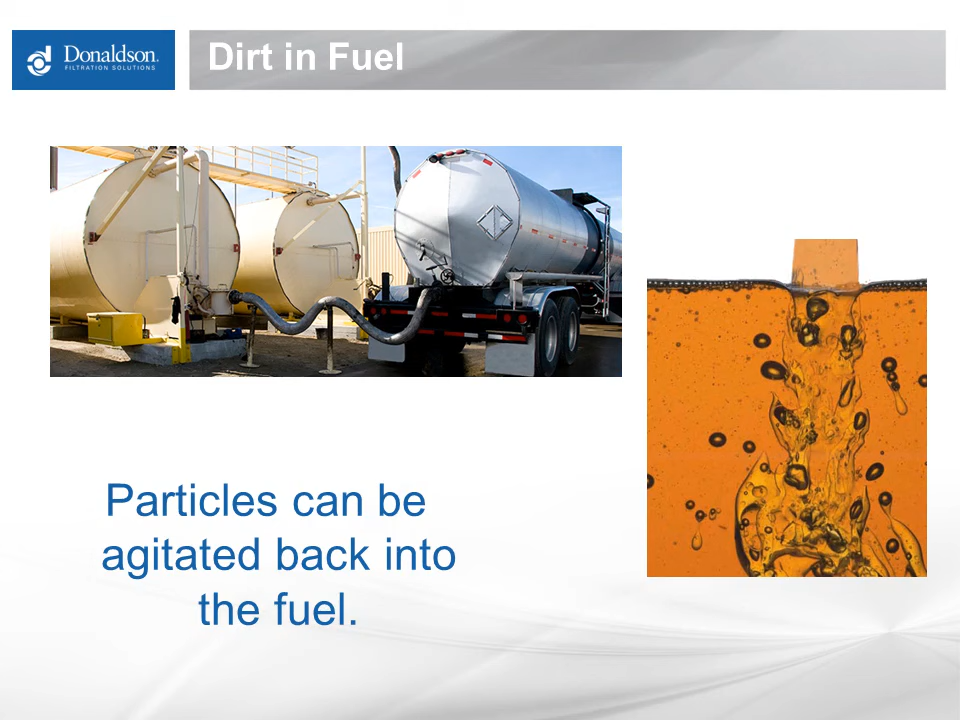 Donaldson.
FILTRATION SOLUTIONS
Dirt in Fuel
Particles can be
agitated back into
the fuel.